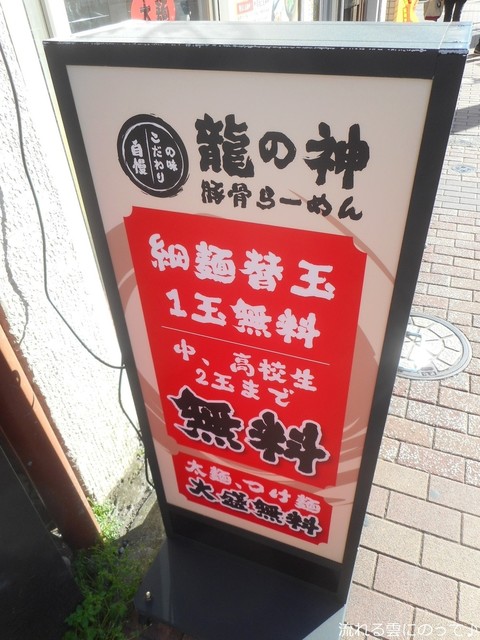 自慢
こだわり
の味
龍の神
豚骨らーめん
細麺替玉
1玉無料
中、高校生
2玉まで
無料
太麺、つけ麺
大盛無料
流れる雲にのって♪